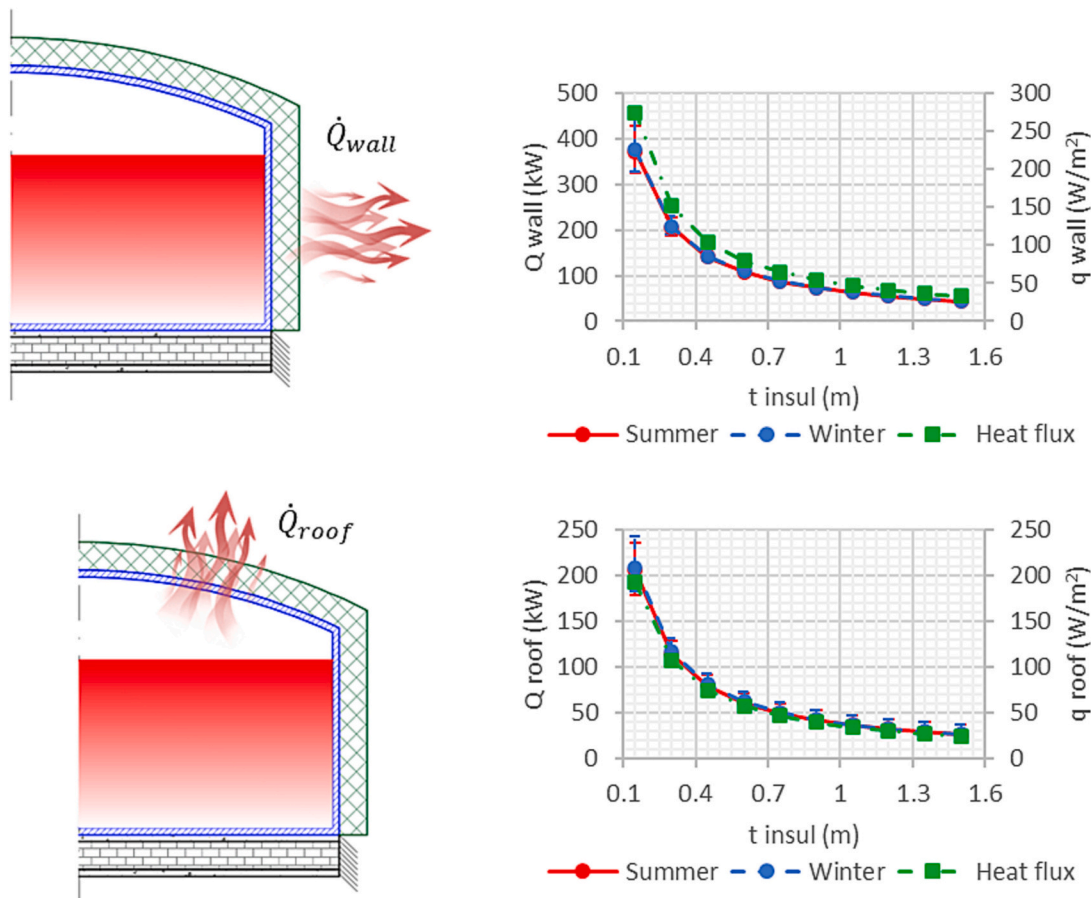 Q̇wall
500
400
300
200
100
0
Q wall (kW)
300
250
200
150
100
50
0
q wall (W/m²)
0.1 0.4 0.7 1 1.3 1.6
t insul (m)
Summer Winter Heat flux
Q̇roof
250
200
150
100
50
0
Q roof (kW)
250
200
150
100
50
0
q roof (W/m²)
0.1 0.4 0.7 1 1.3 1.6
t insul (m)
Summer Winter Heat flux